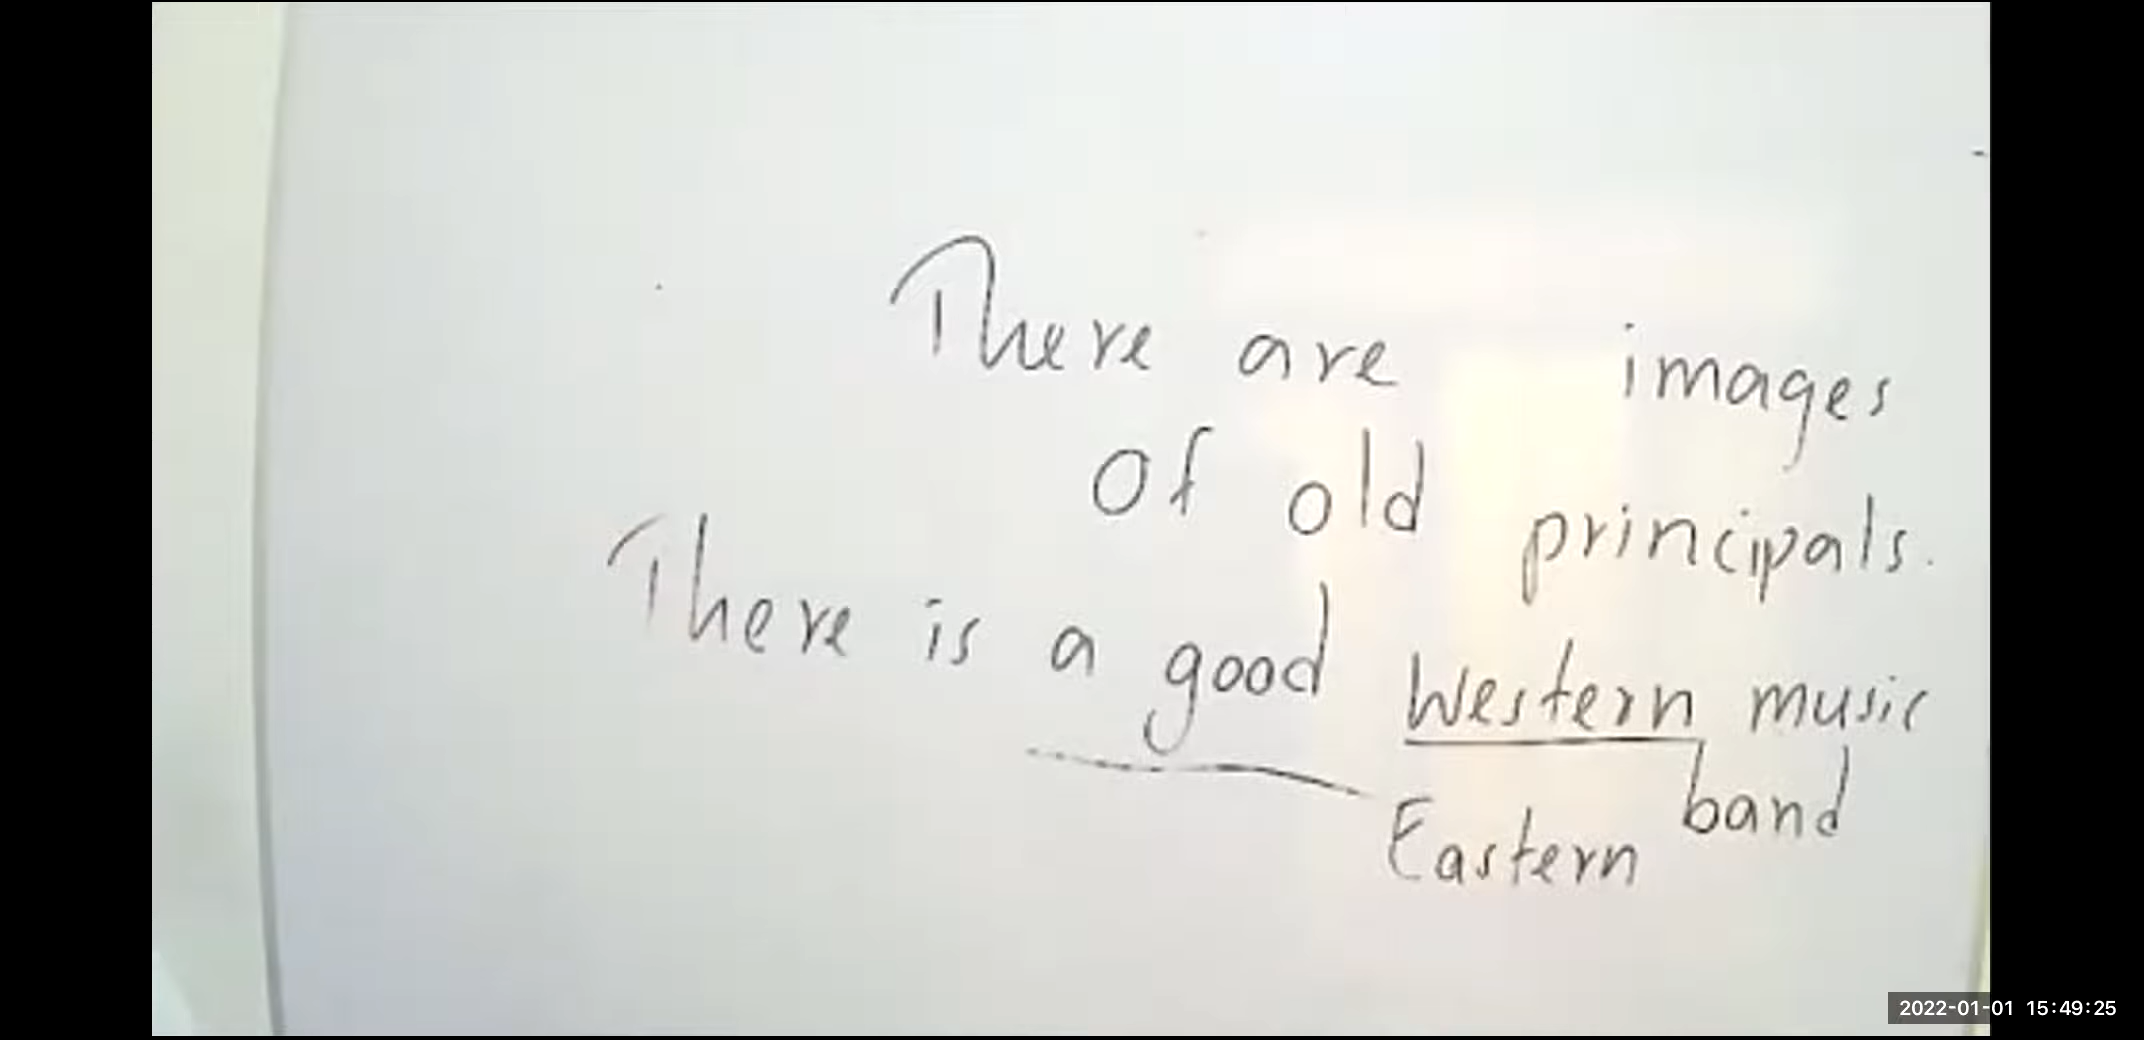 There are images
of old principals.
There is a good Western music
band
Eastern
2022-01-01 15:49:25